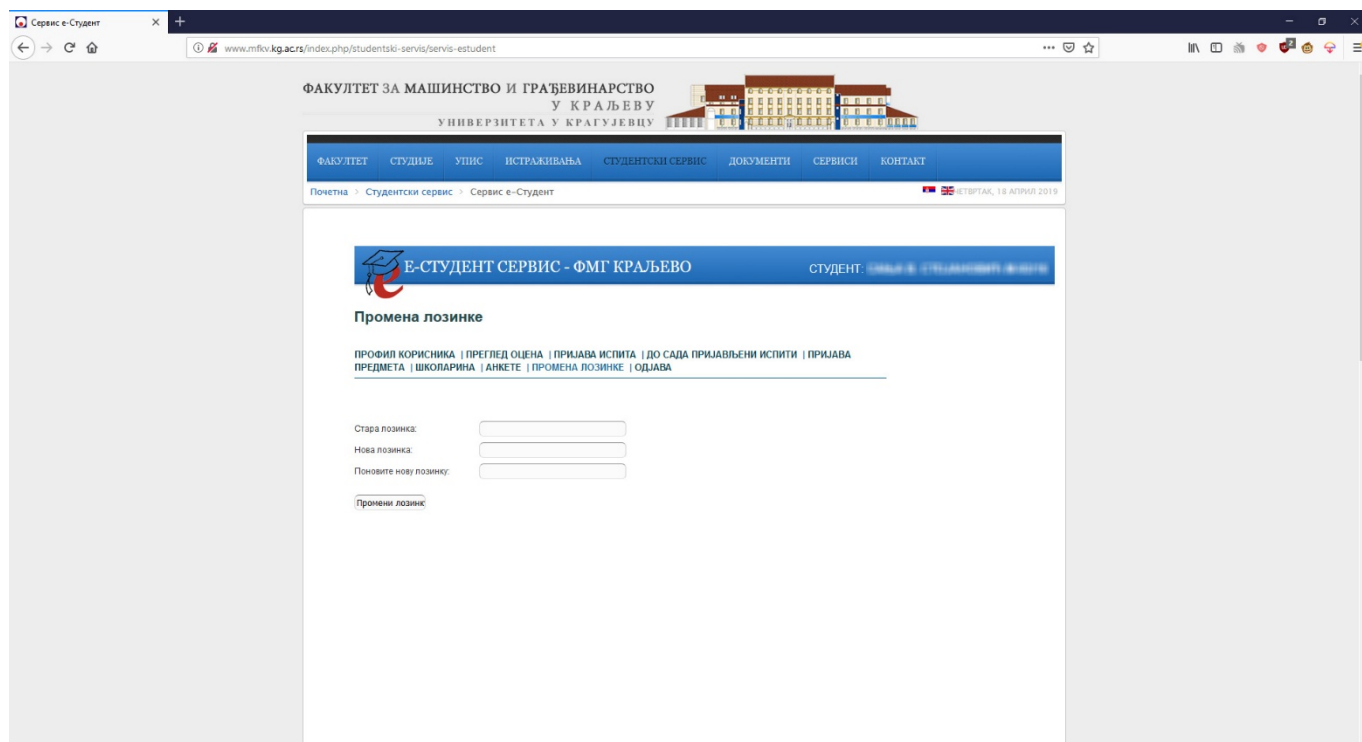 Сервис е-Студент
www.mfkv.kg.ac.rs/index.php/studentski-servis/servis-estudent
2
ФАКУЛТЕТ ЗА МАШИНСТВО И ГРАЂЕВИНАРСТВО
У КРАЉЕВУ
УНИВЕРЗИТЕТА У КРАГУЈЕВЦУ
ФАКУЛТЕТ СТУДИЈЕ УПИС ИСТРАЖИВАЊА СТУДЕНТСКИ СЕРВИС ДОКУМЕНТИ СЕРВИСИ КОНТАКТ
Почетна > Студентски сервис > Сервис е-Студент ЧЕТВРТАК, 18 АПРИЛ 2019
Е-СТУДЕНТ СЕРВИС - ФМГ КРАЉЕВО СТУДЕНТ:
Промена лозинке
ПРОФИЛ КОРИСНИКА | ПРЕГЛЕД ОЦЕНА | ПРИЈАВА ИСПИТА | ДО САДА ПРИЈАВЉЕНИ ИСПИТИ | ПРИЈАВА
ПРЕДМЕТА | ШКОЛАРИНА | АНКЕТЕ | ПРОМЕНА ЛОЗИНКЕ | ОДЈАВА
Стара лозинка:
Нова лозинка:
Поновите нову лозинку:
Промени лозинк